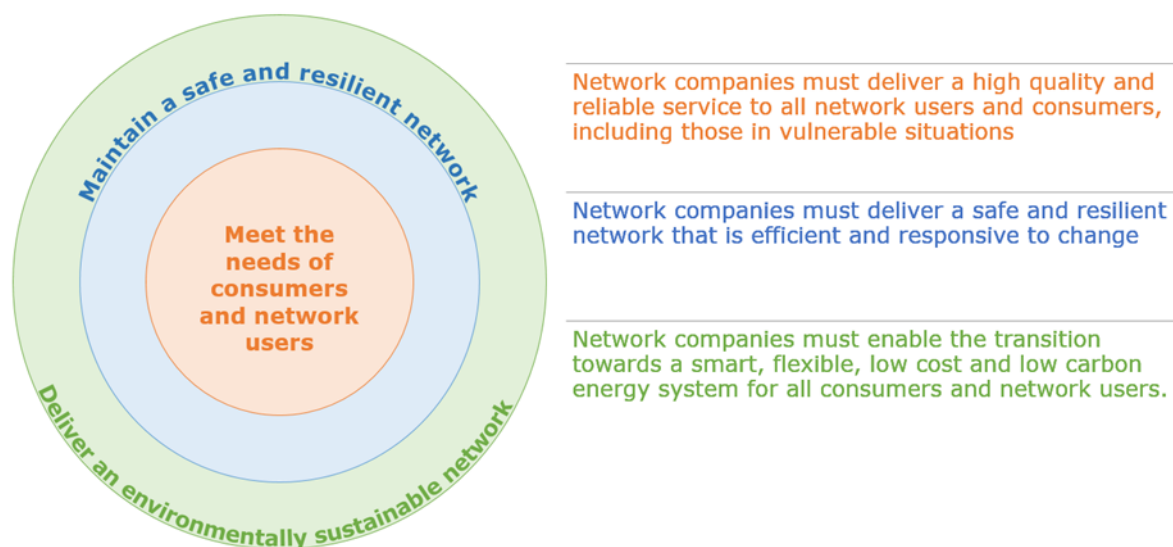 Maintain a safe and resilient network
Meet the
needs of
consumers
and network
users
Deliver an environmentally sustainable network
Network companies must deliver a high quality and
reliable service to all network users and consumers,
including those in vulnerable situations
Network companies must deliver a safe and resilient
network that is efficient and responsive to change
Network companies must enable the transition
towards a smart, flexible, low cost and low carbon
energy system for all consumers and network users.